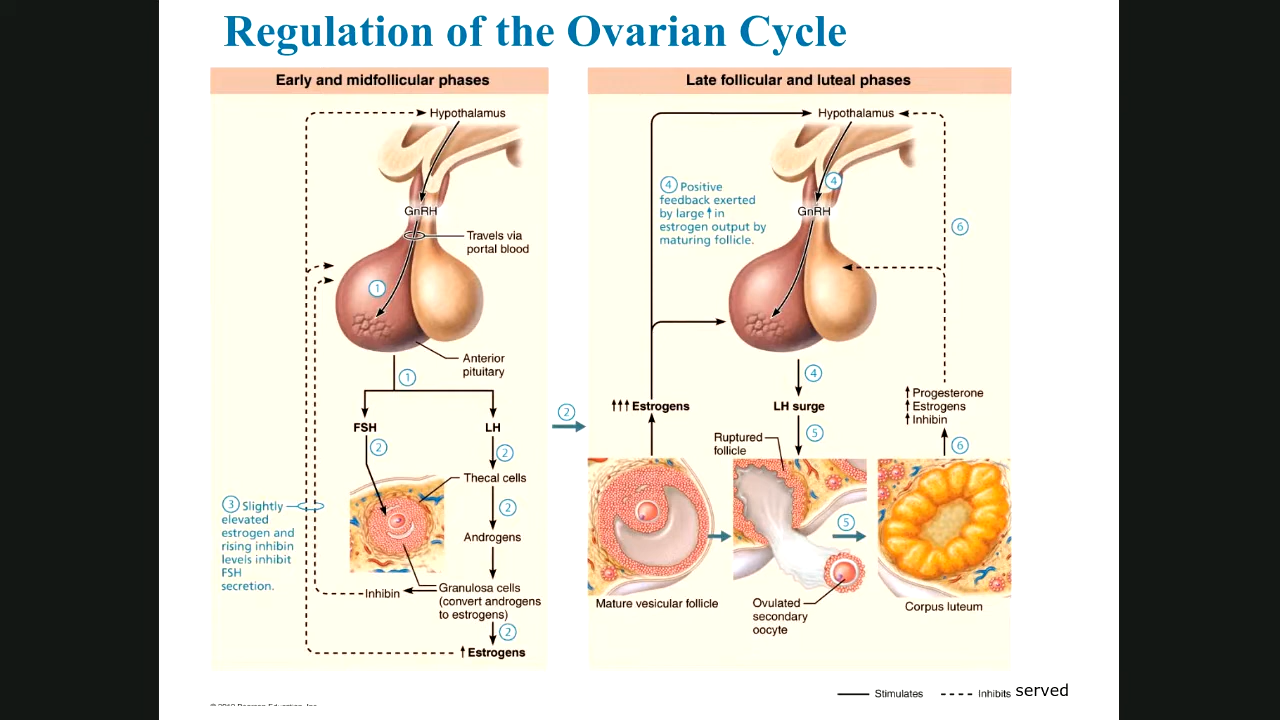 Regulation of the Ovarian Cycle
Early and midfollicular phases
Hypothalamus
GnRH
Travels via
portal blood
1
Anterior
pituitary
1
FSH
LH
2
2
Thecal cells
2
Androgens
3 Slightly
elevated
estrogen and
rising inhibin
levels inhibit
FSH
secretion.
Inhibin
Granulosa cells
(convert androgens
to estrogens)
2
↑ Estrogens
2
Late follicular and luteal phases
Hypothalamus
4
4 Positive
feedback exerted
by large ↑ in
estrogen output by
maturing follicle.
GnRH
6
4
↑↑↑ Estrogens
LH surge
↑ Progesterone
↑ Estrogens
↑ Inhibin
5
6
Ruptured
follicle
5
Mature vesicular follicle
Ovulated
secondary
oocyte
Corpus luteum
Stimulates
Inhibits
served